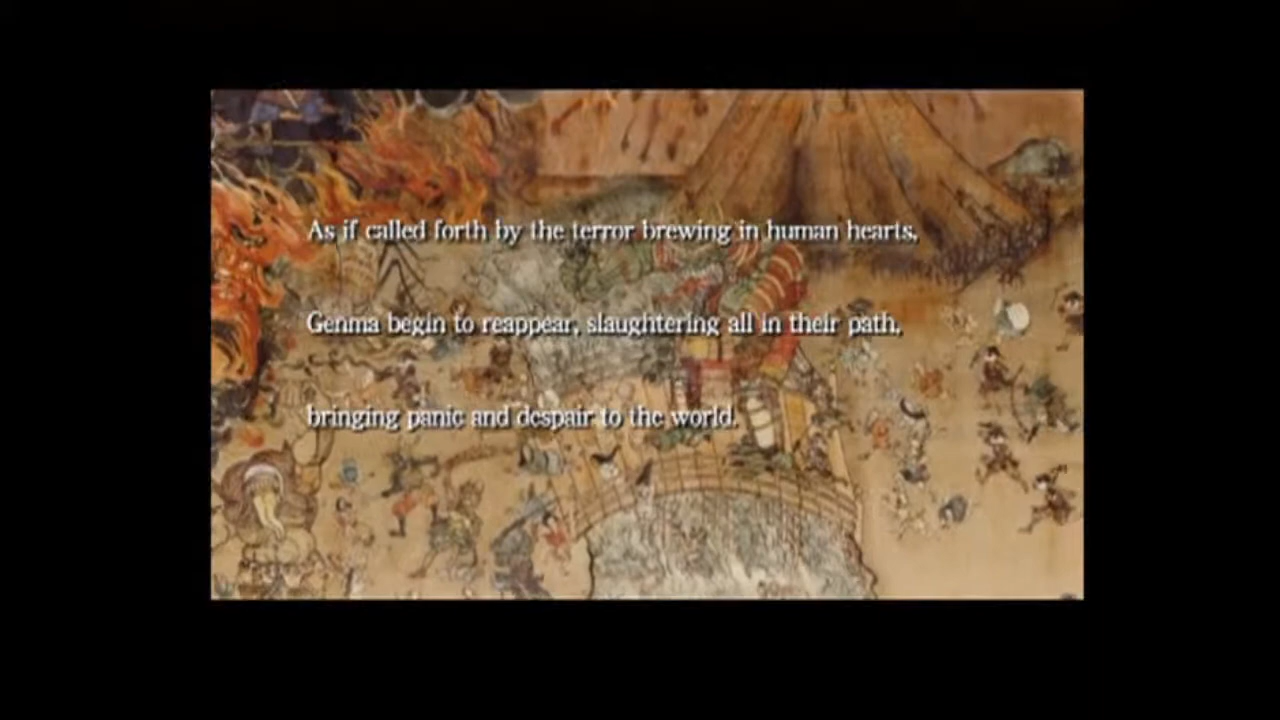 As if called forth by the terror brewing in human hearts,
Genma begin to reappear, slaughtering all in their path,
bringing panic and despair to the world.